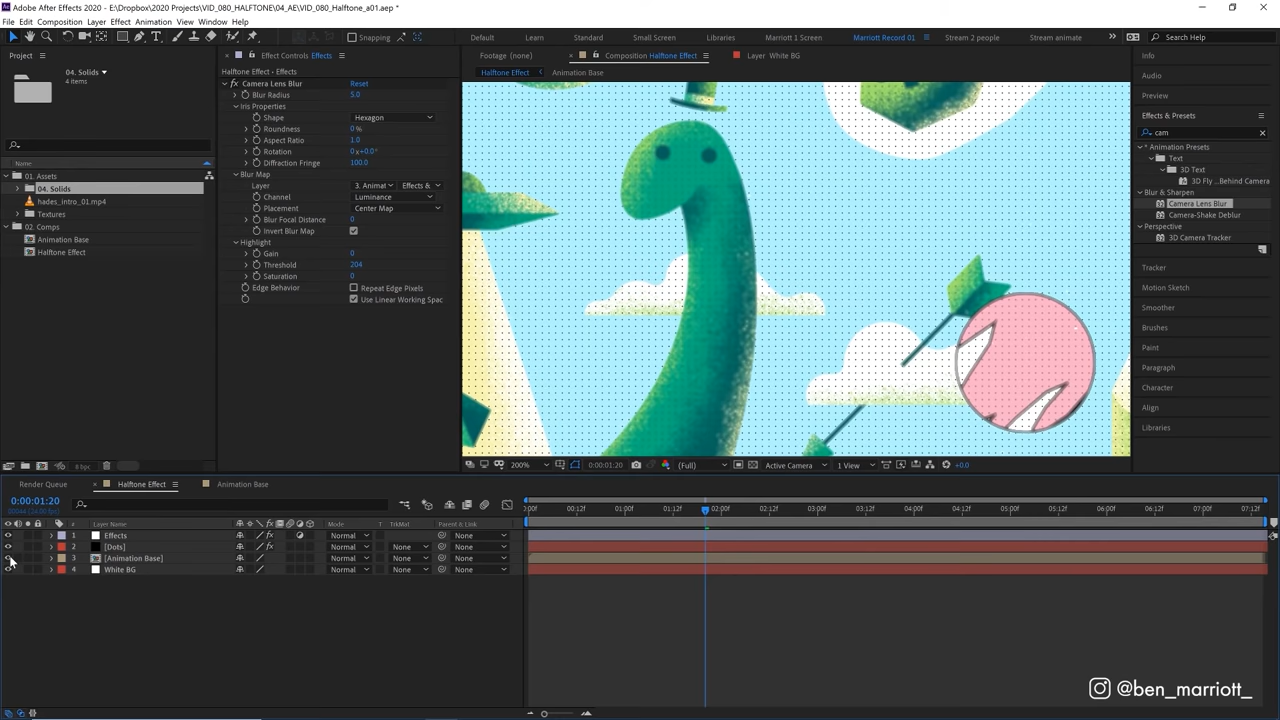 Adobe After Effects 2020 - E:\Dropbox\2020 Projects\VID_080_HALFTONE\04_AE\VID_080_Halftone_a01.aep *
File Edit Composition Layer Effect Animation View Window Help
Snapping Default Learn Standard Small Screen Libraries Marriott 1 Screen Marriott Record 01 Stream 2 people Stream animate Search Help
Project
04. Solids
4 items
Name
01. Assets
04. Solids
hades_intro_01.mp4
Textures
02. Comps
Animation Base
Halftone Effect
8 bpc
Effect Controls Effects
Halftone Effect • Effects
fx Camera Lens Blur Reset
Blur Radius 5.0
Iris Properties
Shape Hexagon
Roundness 0 %
Aspect Ratio 1.0
Rotation 0 x +0.0°
Diffraction Fringe 100.0
Blur Map
Layer 3. Animat Effects &
Channel Luminance
Placement Center Map
Blur Focal Distance 0
Invert Blur Map
Highlight
Gain 0
Threshold 204
Saturation 0
Edge Behavior Repeat Edge Pixels
Use Linear Working Spac
Footage (none) Composition Halftone Effect Layer White BG
Halftone Effect Animation Base
200% 0:00:01:20 (Full) Active Camera 1 View +0.0
Info
Audio
Preview
Effects & Presets
cam
* Animation Presets
Text
3D Text
3D Fly ...Behind Camera
Blur & Sharpen
Camera Lens Blur
Camera-Shake Deblur
Perspective
3D Camera Tracker
Tracker
Motion Sketch
Smoother
Brushes
Paint
Paragraph
Character
Align
Libraries
Render Queue Halftone Effect Animation Base
0:00:01:20
00044 (24.00 fps)
# Layer Name Mode T TrkMat Parent & Link
1 Effects Normal None
2 [Dots] Normal None None
3 [Animation Base] Normal None None
4 White BG Normal None None
:00f 00:12f 01:00f 01:12f 02:00f 02:12f 03:00f 03:12f 04:00f 04:12f 05:00f 05:12f 06:00f 06:12f 07:00f 07:12f
@ben_marriott_